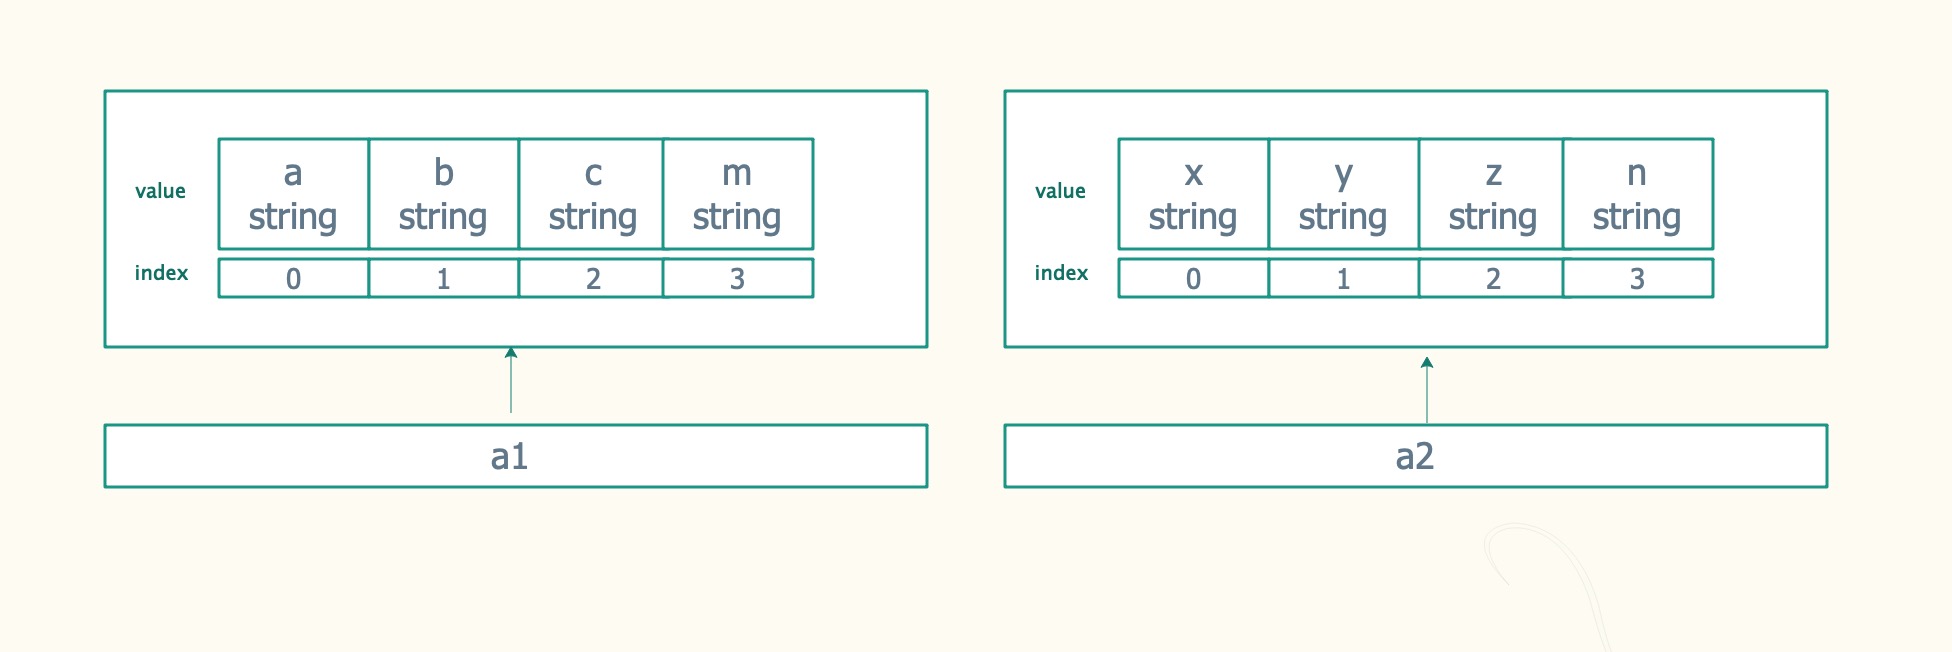 value
a b c m
string string string string
index
0 1 2 3
a1
value
x y z n
string string string string
index
0 1 2 3
a2